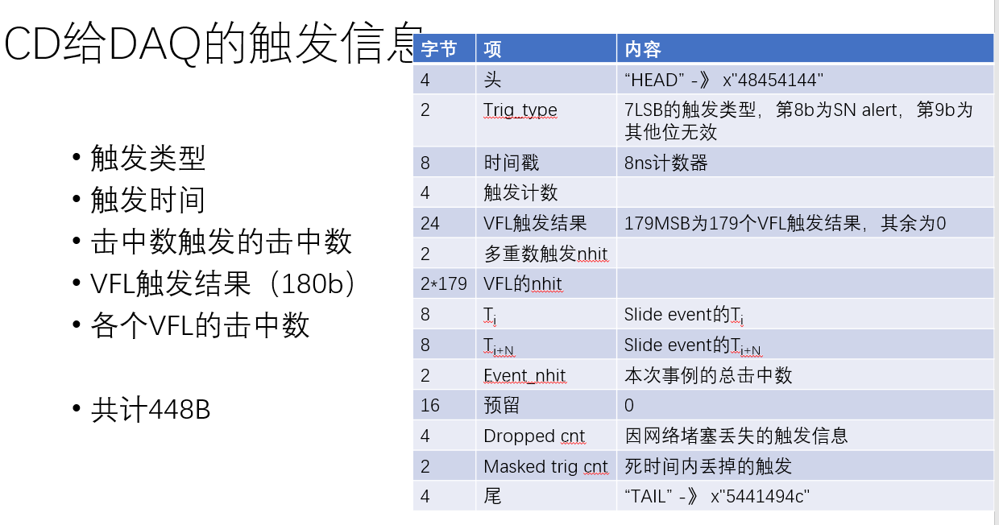 CD给DAQ的触发信息
• 触发类型
• 触发时间
• 击中数触发的击中数
• VFL触发结果（180b）
• 各个VFL的击中数
• 共计448B
字节 项 内容
4 头 “HEAD” -》 x"48454144"
2 Trig_type 7LSB的触发类型，第8b为SN alert，第9b为
其他位无效
8 时间戳 8ns计数器
4 触发计数
24 VFL触发结果 179MSB为179个VFL触发结果，其余为0
2 多重数触发nhit
2*179 VFL的nhit
8 Ti Slide event的Ti
8 Ti+N Slide event的Ti+N
2 Event_nhit 本次事例的总击中数
16 预留 0
4 Dropped cnt 因网络堵塞丢失的触发信息
2 Masked trig cnt 死时间内丢掉的触发
4 尾 “TAIL” -》 x"5441494c"